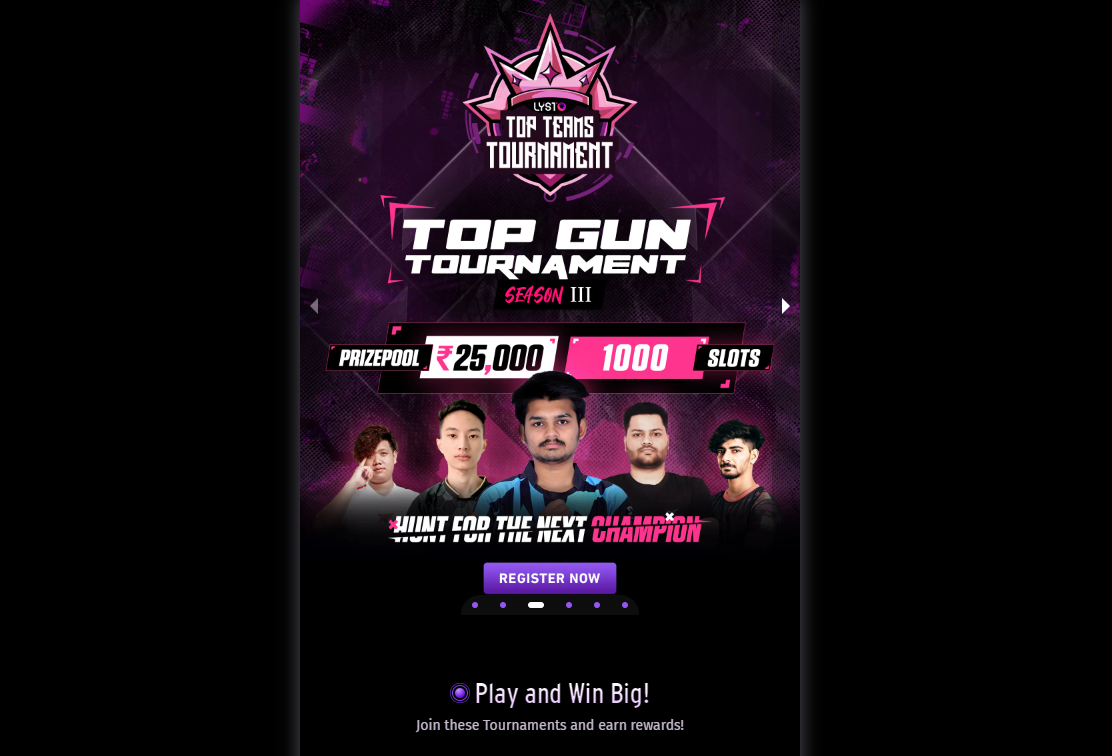 LYSTO
TOP TEAMS
TOURNAMENT
TOP GUN
TOURNAMENT
SEASON III
PRIZEPOOL ₹25,000 1000 SLOTS
HUNT FOR THE NEXT CHAMPION
REGISTER NOW
Play and Win Big!
Join these Tournaments and earn rewards!